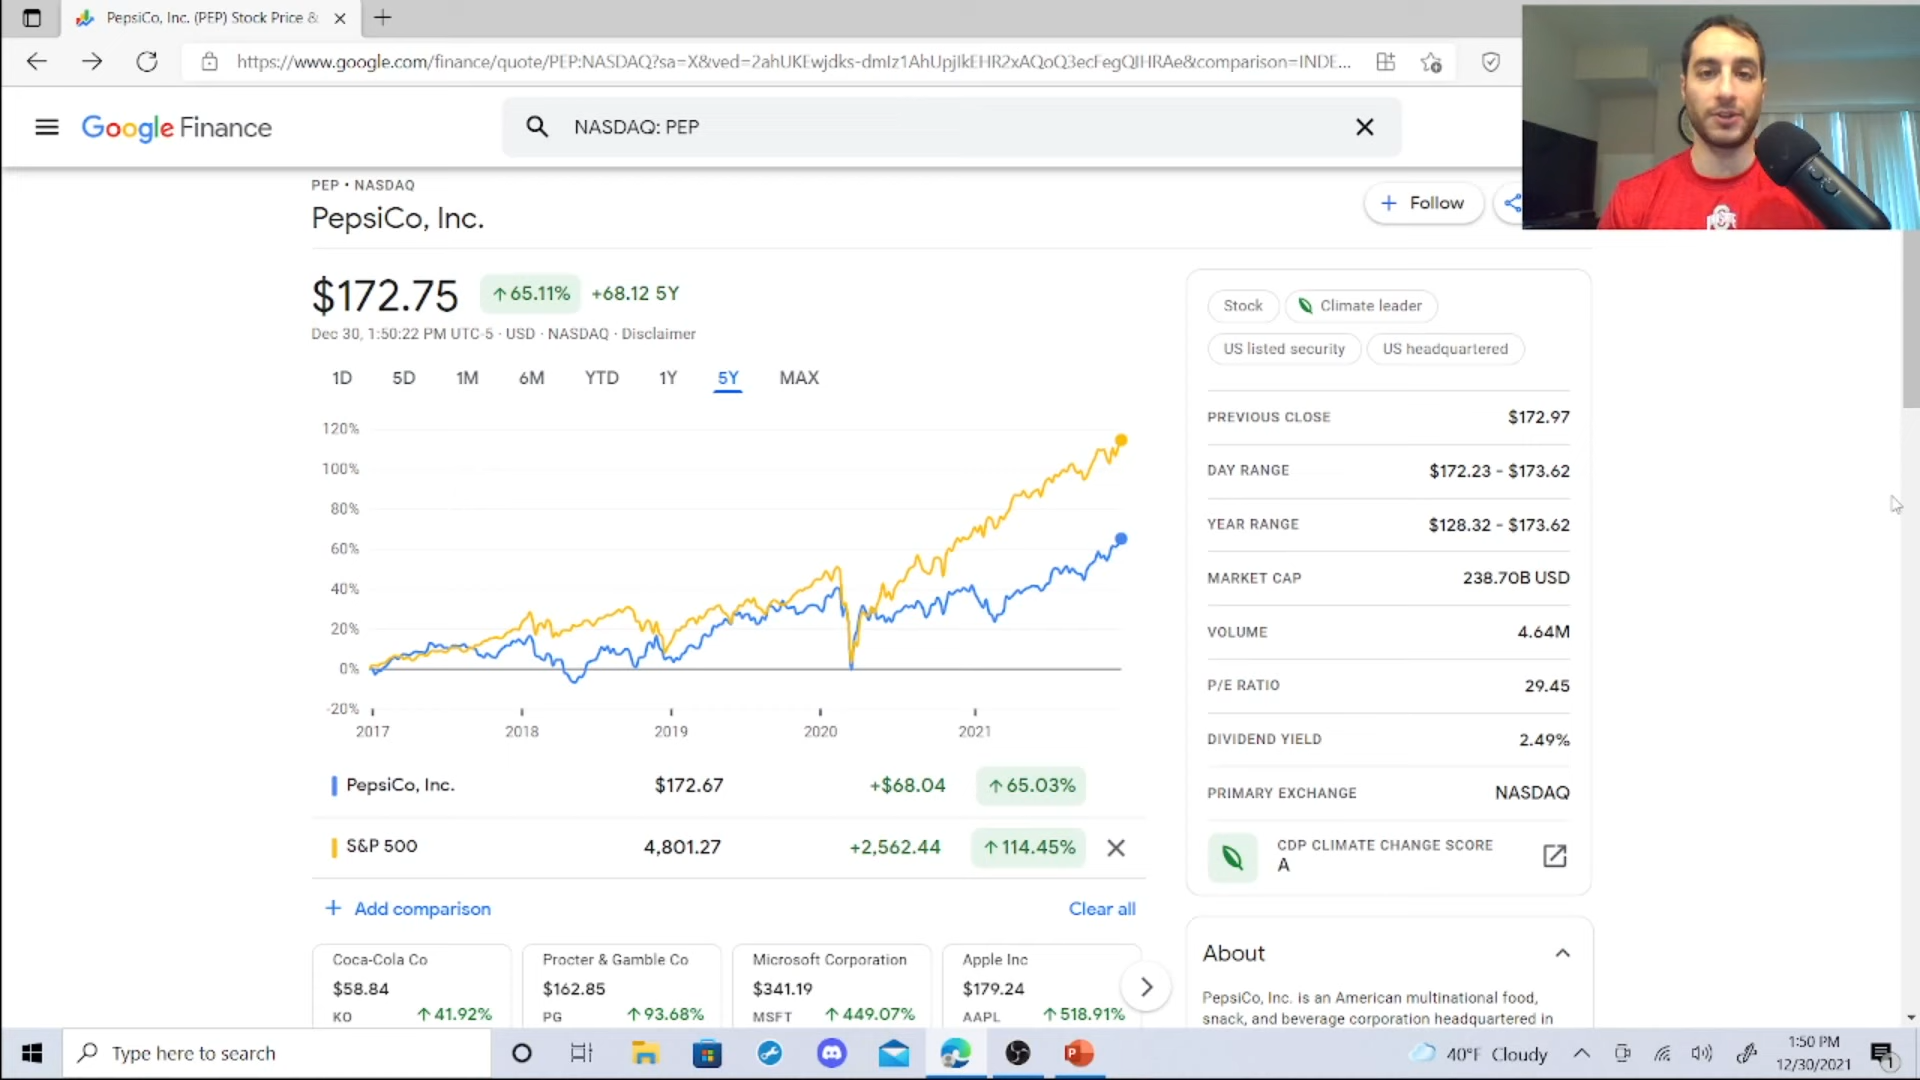 PepsiCo, Inc. (PEP) Stock Price &
https://www.google.com/finance/quote/PEP:NASDAQ?sa=X&ved=2ahUKEwjdks-dmIz1AhUpjIkEHR2xAQoQ3ecFegQIHRAe&comparison=INDE...
Google Finance
NASDAQ: PEP
PEP • NASDAQ
PepsiCo, Inc.
+ Follow
$172.75
↑65.11%
+68.12 5Y
Dec 30, 1:50:22 PM UTC-5 · USD · NASDAQ · Disclaimer
1D 5D 1M 6M YTD 1Y 5Y MAX
120%
100%
80%
60%
40%
20%
0%
-20%
2017 2018 2019 2020 2021
PepsiCo, Inc. $172.67 +$68.04 ↑65.03%
S&P 500 4,801.27 +2,562.44 ↑114.45%
+ Add comparison
Clear all
Coca-Cola Co
$58.84
KO ↑41.92%
Procter & Gamble Co
$162.85
PG ↑93.68%
Microsoft Corporation
$341.19
MSFT ↑449.07%
Apple Inc
$179.24
AAPL ↑518.91%
Stock
Climate leader
US listed security
US headquartered
PREVIOUS CLOSE $172.97
DAY RANGE $172.23 - $173.62
YEAR RANGE $128.32 - $173.62
MARKET CAP 238.70B USD
VOLUME 4.64M
P/E RATIO 29.45
DIVIDEND YIELD 2.49%
PRIMARY EXCHANGE NASDAQ
CDP CLIMATE CHANGE SCORE
A
About
PepsiCo, Inc. is an American multinational food,
snack, and beverage corporation headquartered in
Type here to search
40°F Cloudy
1:50 PM
12/30/2021
1